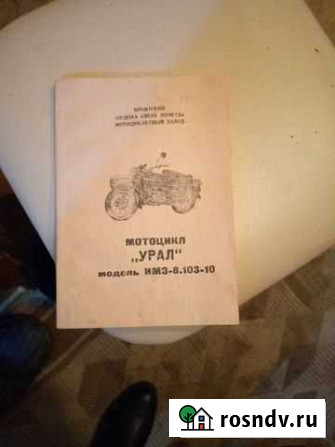 ИРБИТСКИЙ
ОРДЕНА «ЗНАК ПОЧЕТА»
МОТОЦИКЛЕТНЫЙ ЗАВОД
МОТОЦИКЛ
„УРАЛ"
модель ИМЗ-8.103-10
rosndv.ru